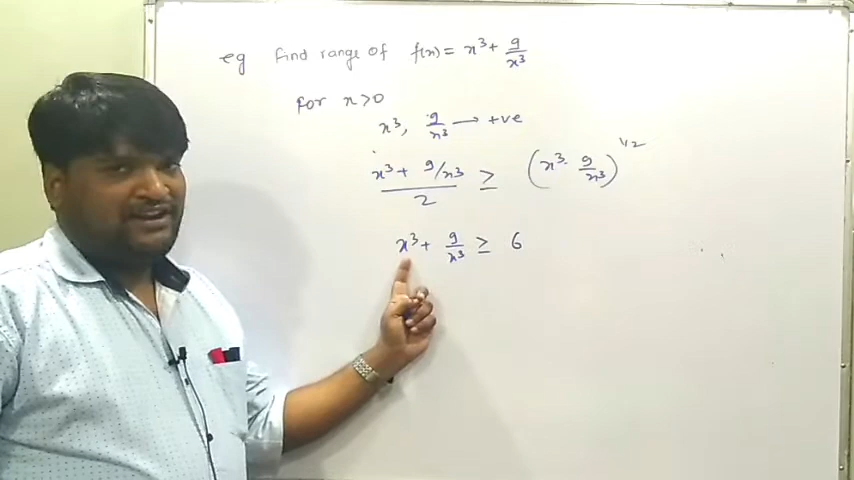 eg Find range of f(x) = x³ + 9/x³
For x>0
x³, 9/x³ → +ve
(x³ + 9/x³)/2 ≥ (x³ · 9/x³)^1/2
x³ + 9/x³ ≥ 6